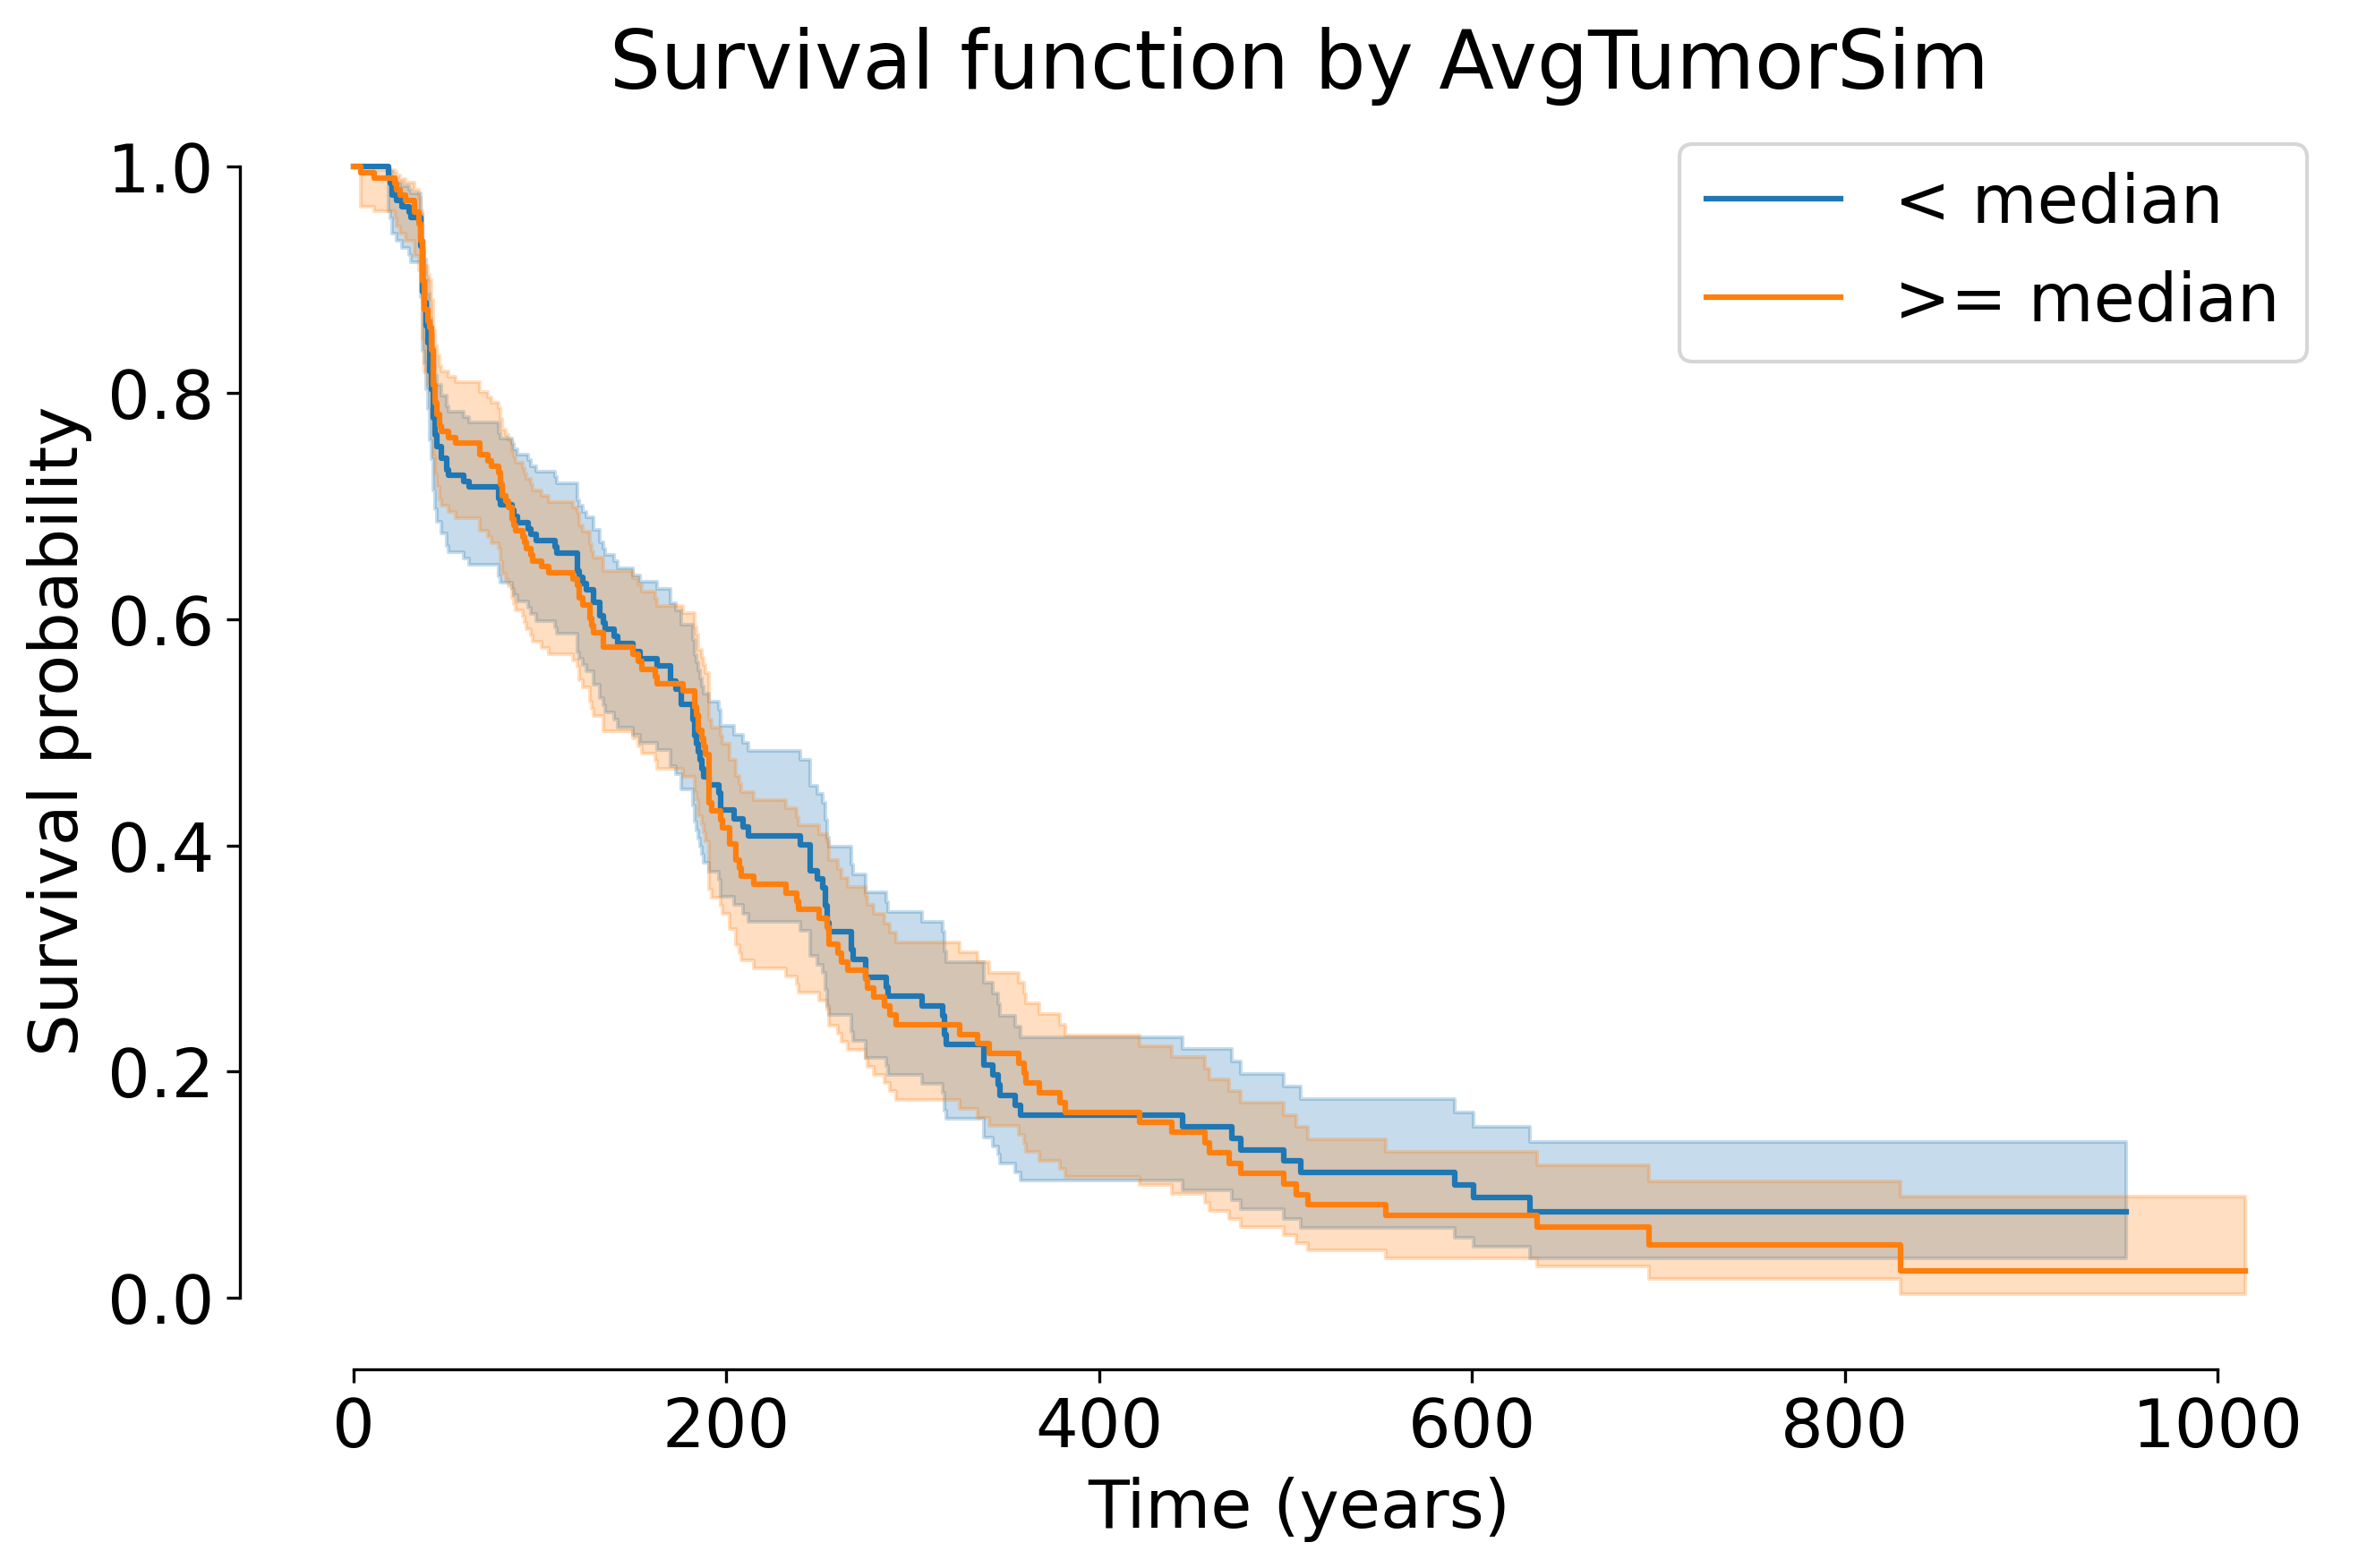 Survival function by AvgTumorSim
< median
>= median
Survival probability
1.0
0.8
0.6
0.4
0.2
0.0
0 200 400 600 800 1000
Time (years)